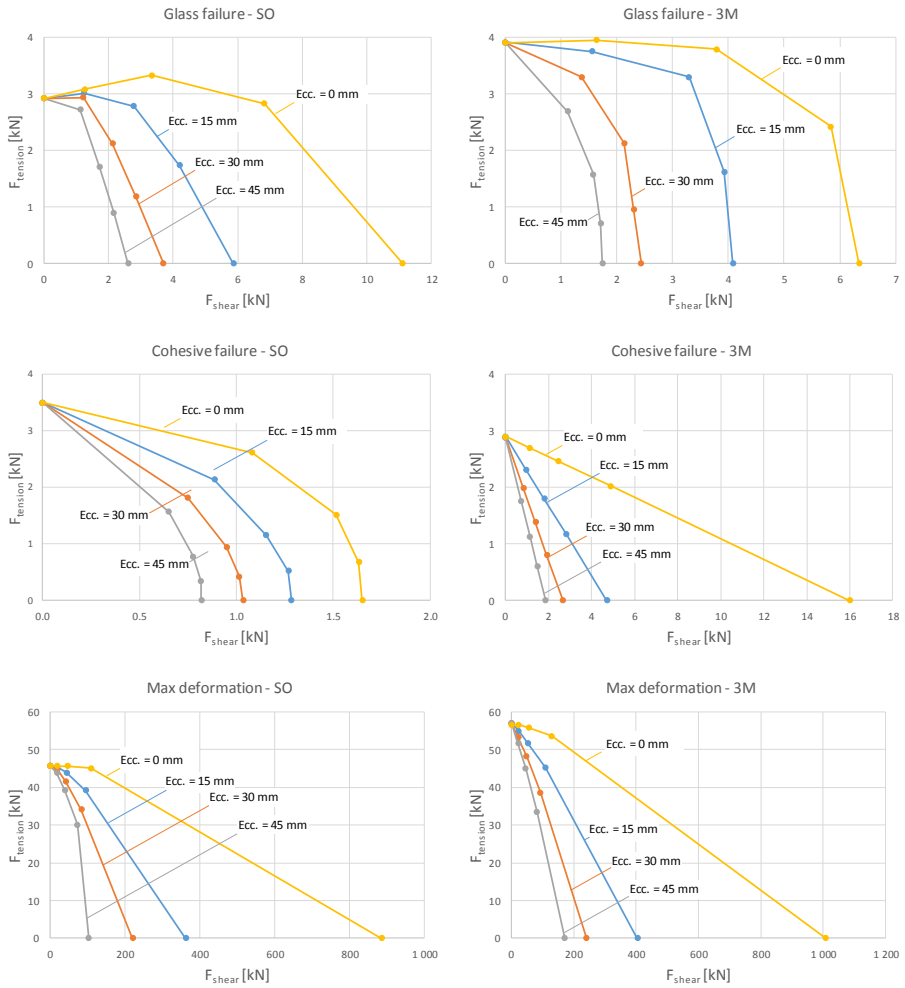 Glass failure - SO
F_tension [kN]
4
3
2
1
0
Ecc. = 0 mm
Ecc. = 15 mm
Ecc. = 30 mm
Ecc. = 45 mm
0 2 4 6 8 10 12
F_shear [kN]
Glass failure - 3M
F_tension [kN]
4
3
2
1
0
Ecc. = 0 mm
Ecc. = 15 mm
Ecc. = 30 mm
Ecc. = 45 mm
0 1 2 3 4 5 6 7
F_shear [kN]
Cohesive failure - SO
F_tension [kN]
4
3
2
1
0
Ecc. = 0 mm
Ecc. = 15 mm
Ecc. = 30 mm
Ecc. = 45 mm
0.0 0.5 1.0 1.5 2.0
F_shear [kN]
Cohesive failure - 3M
F_tension [kN]
4
3
2
1
0
Ecc. = 0 mm
Ecc. = 15 mm
Ecc. = 30 mm
Ecc. = 45 mm
0 2 4 6 8 10 12 14 16 18
F_shear [kN]
Max deformation - SO
F_tension [kN]
60
50
40
30
20
10
0
Ecc. = 0 mm
Ecc. = 15 mm
Ecc. = 30 mm
Ecc. = 45 mm
0 200 400 600 800 1 000
F_shear [kN]
Max deformation - 3M
F_tension [kN]
60
50
40
30
20
10
0
Ecc. = 0 mm
Ecc. = 15 mm
Ecc. = 30 mm
Ecc. = 45 mm
0 200 400 600 800 1 000 1 200
F_shear [kN]